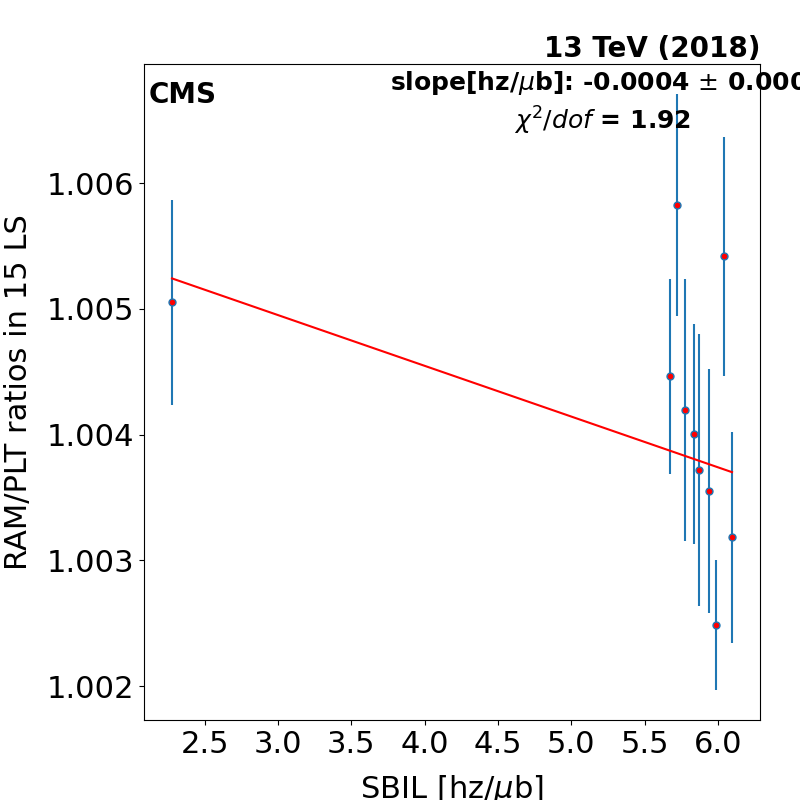 13 TeV (2018)
CMS
slope[hz/μb]: -0.0004 ± 0.000
χ²/dof = 1.92
RAM/PLT ratios in 15 LS
1.006
1.005
1.004
1.003
1.002
2.5 3.0 3.5 4.0 4.5 5.0 5.5 6.0
SBIL [hz/μb]